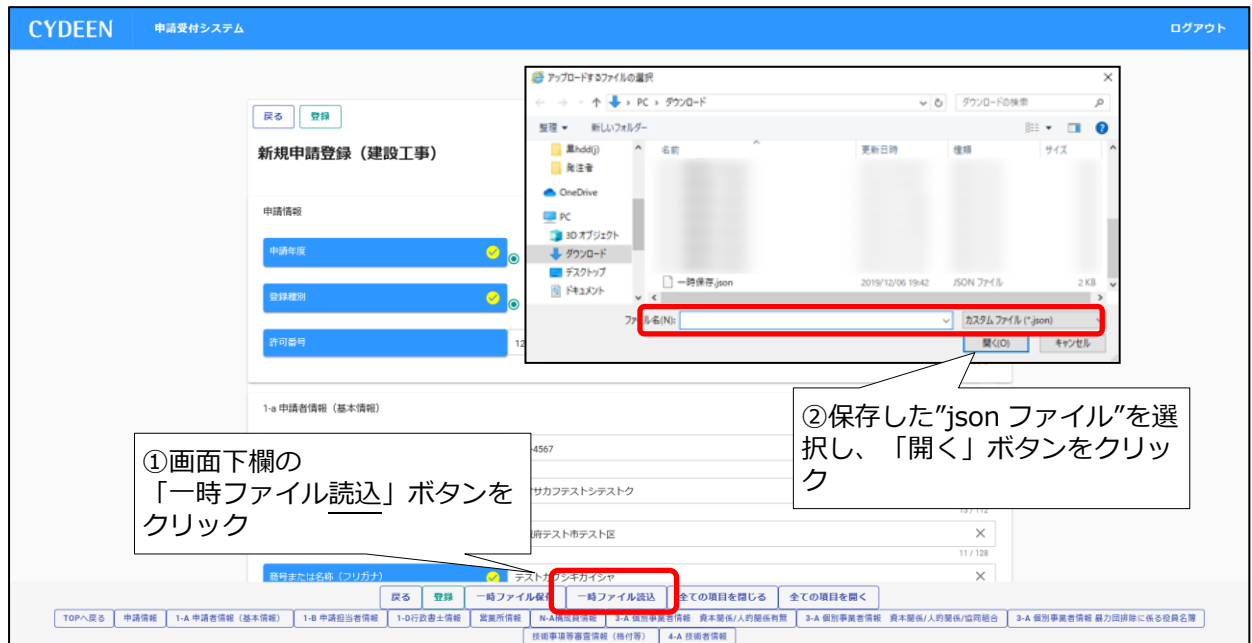 CYDEEN 申請受付システム ログアウト
戻る 登録
新規申請登録（建設工事）
申請情報
申請年度
登録種別
許可番号
12
アップロードするファイルの選択
PC › ダウンロード
ダウンロードの検索
整理 新しいフォルダー
黒hdd(j)
発注者
OneDrive
PC
3D オブジェクト
ダウンロード
デスクトップ
ドキュメント
名前 更新日時 種類 サイズ
一時保存.json 2019/12/06 19:42 JSON ファイル 2 KB
ファイル名(N):
カスタム ファイル (*.json)
開く(O) キャンセル
1-a 申請者情報（基本情報）
-4567
サカフテストシテストク
13 / 112
府テスト市テスト区
11 / 128
商号または名称（フリガナ）
テストカブシキガイシャ
①画面下欄の
「一時ファイル読込」ボタンを
クリック
②保存した”json ファイル”を選
択し、「開く」ボタンをクリッ
ク
戻る 登録 一時ファイル保存 一時ファイル読込 全ての項目を閉じる 全ての項目を開く
TOPへ戻る 申請情報 1-A 申請者情報（基本情報） 1-B 申請担当者情報 1-D行政書士情報 営業所情報 N-A構成員情報 3-A 個別事業者情報 資本関係/人的関係有無 3-A 個別事業者情報 資本関係/人的関係/協同組合 3-A 個別事業者情報 暴力団排除に係る役員名簿
技術事項等審査情報（格付等） 4-A 技術者情報